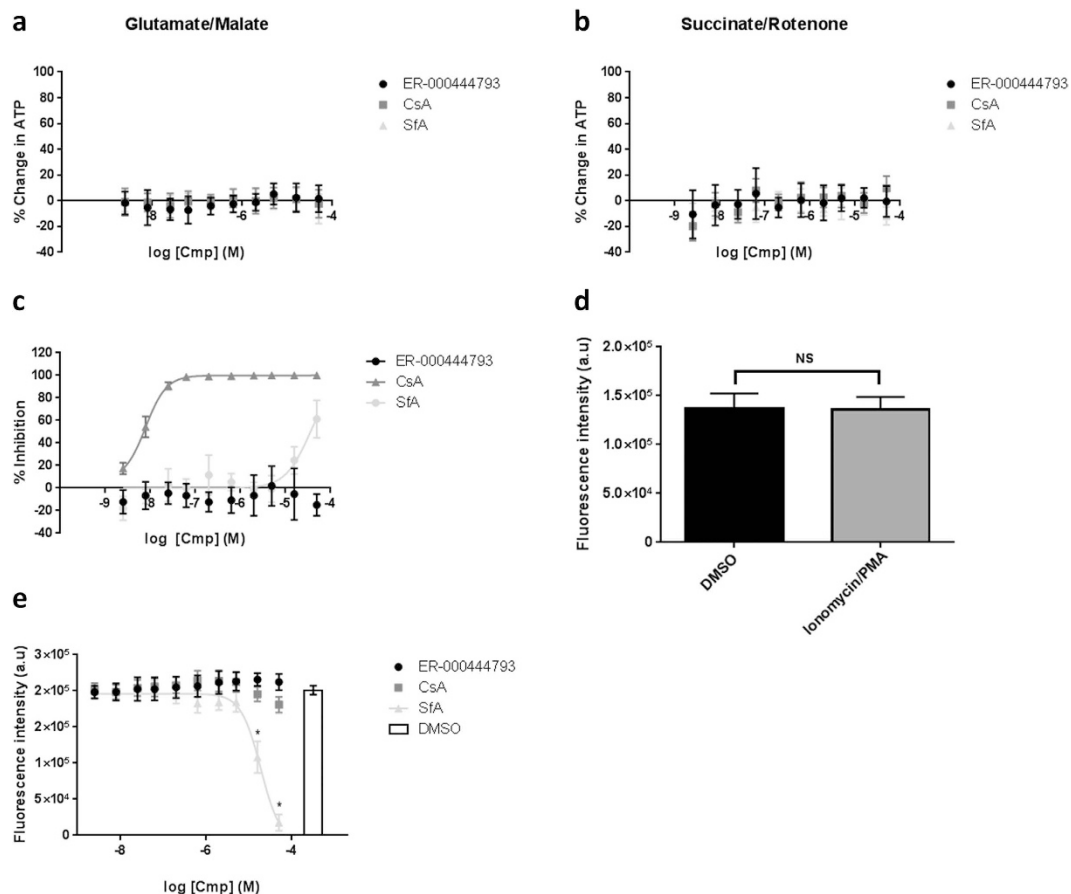 a
Glutamate/Malate
% Change in ATP
100
80
60
40
20
0
-20
-40
-8
-6
-4
log [Cmp] (M)
ER-000444793
CsA
SfA
b
Succinate/Rotenone
% Change in ATP
100
80
60
40
20
0
-20
-40
-9
-8
-7
-6
-5
-4
log [Cmp] (M)
ER-000444793
CsA
SfA
c
% Inhibition
120
100
80
60
40
20
0
-20
-40
-9
-8
-7
-6
-5
-4
log [Cmp] (M)
ER-000444793
CsA
SfA
d
Fluorescence intensity (a.u)
2.0×10⁵
1.5×10⁵
1.0×10⁵
5.0×10⁴
0
NS
DMSO
Ionomycin/PMA
e
Fluorescence intensity (a.u)
3×10⁵
2×10⁵
2×10⁵
1×10⁵
5×10⁴
0
*
*
-8
-6
-4
log [Cmp] (M)
ER-000444793
CsA
SfA
DMSO